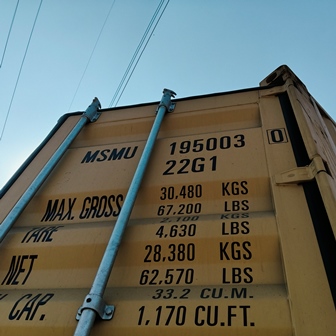 MSMU 195003 0
22G1
MAX. GROSS 30,480 KGS
67,200 LBS
TARE 2,100 KGS
4,630 LBS
NET 28,380 KGS
62,570 LBS
CAP. 33.2 CU.M.
1,170 CU.FT.